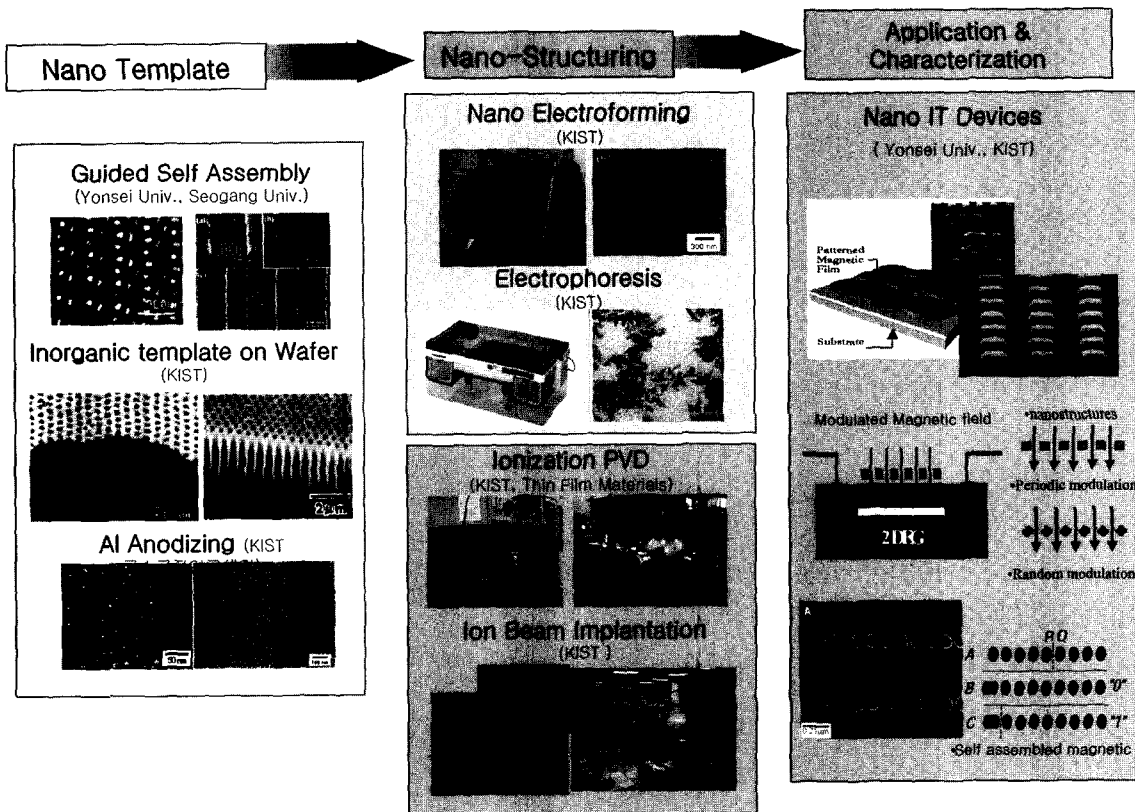 Nano Template
Nano-Structuring
Application &
Characterization
Guided Self Assembly
(Yonsei Univ., Seogang Univ.)
Inorganic template on Wafer
(KIST)
2㎛
Al Anodizing (KIST
50 nm
Nano Electroforming
(KIST)
300 nm
Electrophoresis
(KIST)
Ionization PVD
(KIST, Thin Film Materials)
Ion Beam Implantation
(KIST )
Nano IT Devices
( Yonsei Univ., KIST)
Patterned
Magnetic
Film
Substrate
Modulated Magnetic field
•nanostructures
•Periodic modulation
2DEG
•Random modulation
A
A
B "0"
C "1"
•Self assembled magnetic